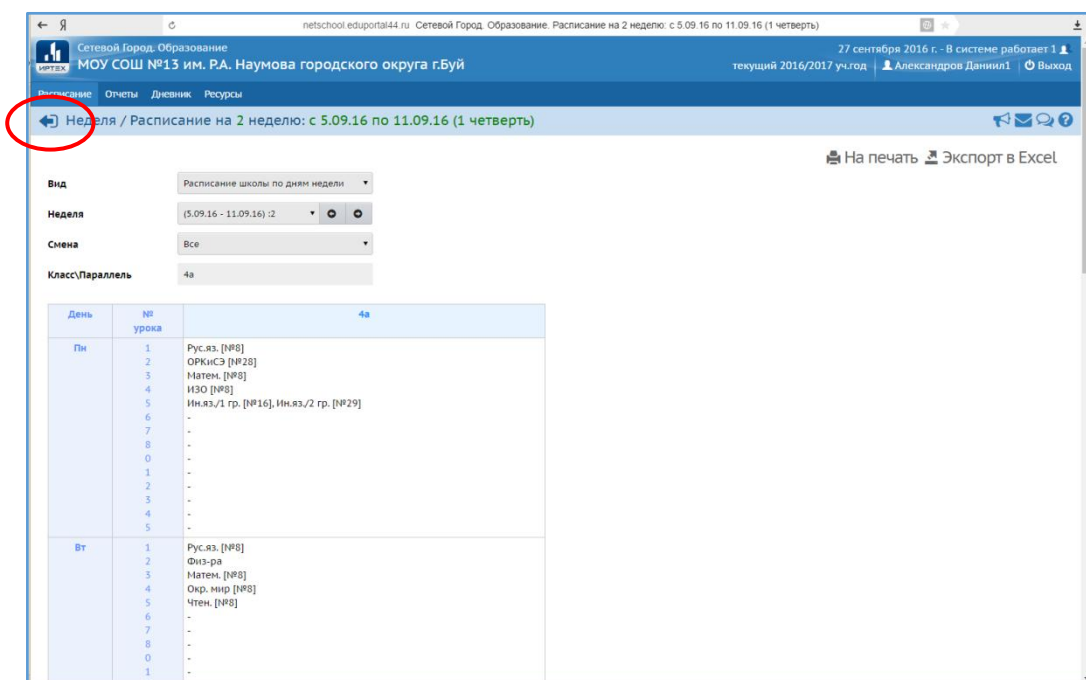 ← Я netschool.eduportal44.ru Сетевой Город. Образование. Расписание на 2 неделю: с 5.09.16 по 11.09.16 (1 четверть)
Сетевой Город. Образование
27 сентября 2016 г. - В системе работает 1
ИРТЕХ
МОУ СОШ №13 им. Р.А. Наумова городского округа г.Буй
текущий 2016/2017 уч.год Александров Даниил1 Выход
Расписание Отчеты Дневник Ресурсы
Неделя / Расписание на 2 неделю: с 5.09.16 по 11.09.16 (1 четверть)
На печать Экспорт в Excel
Вид Расписание школы по дням недели
Неделя (5.09.16 - 11.09.16) :2
Смена Все
Класс\Параллель 4а
День № урока 4а
Пн 1 Рус.яз. [№8]
2 ОРКиСЭ [№28]
3 Матем. [№8]
4 ИЗО [№8]
5 Ин.яз./1 гр. [№16], Ин.яз./2 гр. [№29]
6 -
7 -
8 -
0 -
1 -
2 -
3 -
4 -
5 -
Вт 1 Рус.яз. [№8]
2 Физ-ра
3 Матем. [№8]
4 Окр. мир [№8]
5 Чтен. [№8]
6 -
7 -
8 -
0 -
1 -